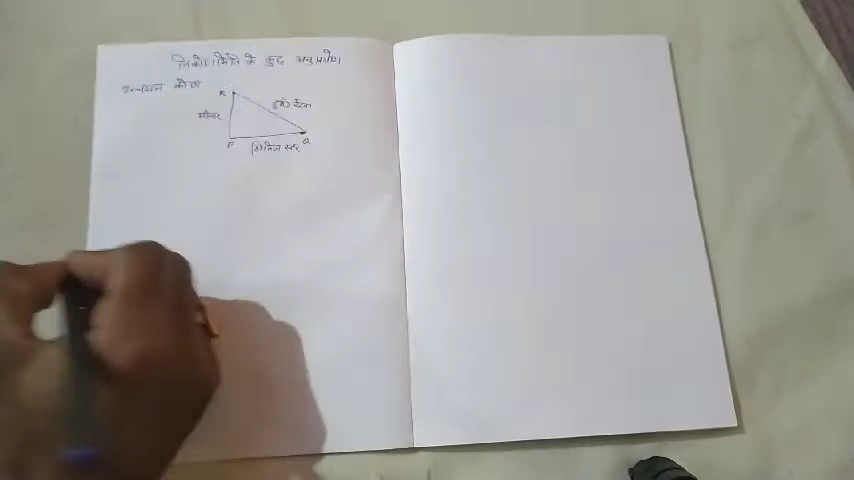 त्रिकोणमिति के कुछ अनुप्रयोग
उन्नयन कोण
R
दृष्टि रेखा
मीनार
P
Q
क्षितिज स्तर